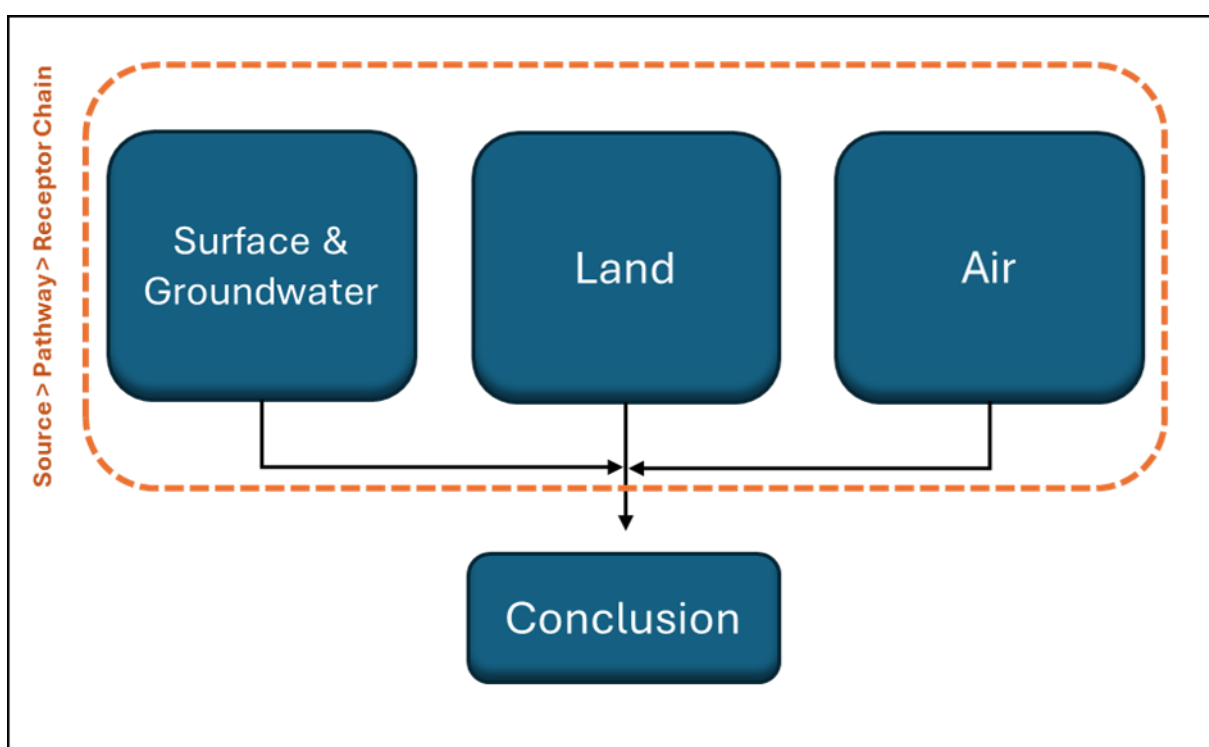 Source > Pathway > Receptor Chain
Surface &
Groundwater
Land
Air
Conclusion